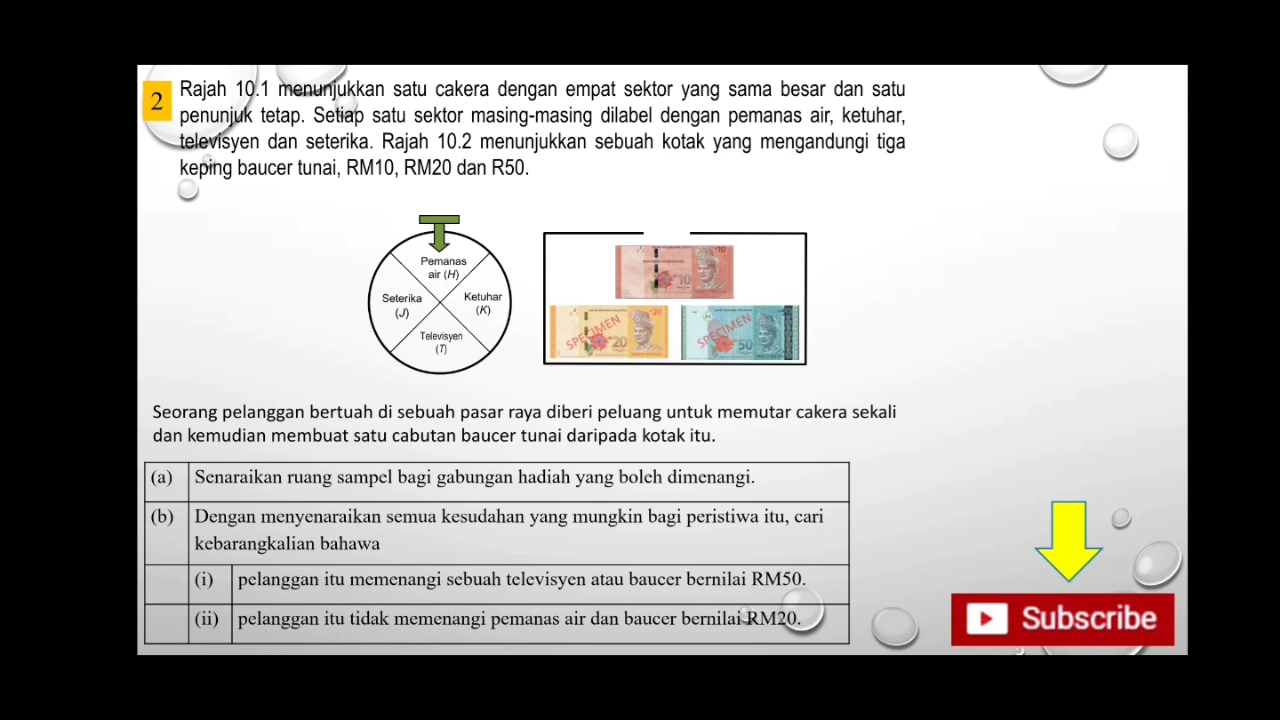 2
Rajah 10.1 menunjukkan satu cakera dengan empat sektor yang sama besar dan satu
penunjuk tetap. Setiap satu sektor masing-masing dilabel dengan pemanas air, ketuhar,
televisyen dan seterika. Rajah 10.2 menunjukkan sebuah kotak yang mengandungi tiga
keping baucer tunai, RM10, RM20 dan R50.
Pemanas
air (H)
Seterika
(J)
Ketuhar
(K)
Televisyen
(T)
10
10
SPECIMEN
20
20
SPECIMEN
50
Seorang pelanggan bertuah di sebuah pasar raya diberi peluang untuk memutar cakera sekali
dan kemudian membuat satu cabutan baucer tunai daripada kotak itu.
(a) Senaraikan ruang sampel bagi gabungan hadiah yang boleh dimenangi.
(b) Dengan menyenaraikan semua kesudahan yang mungkin bagi peristiwa itu, cari
kebarangkalian bahawa
(i) pelanggan itu memenangi sebuah televisyen atau baucer bernilai RM50.
(ii) pelanggan itu tidak memenangi pemanas air dan baucer bernilai RM20.
Subscribe